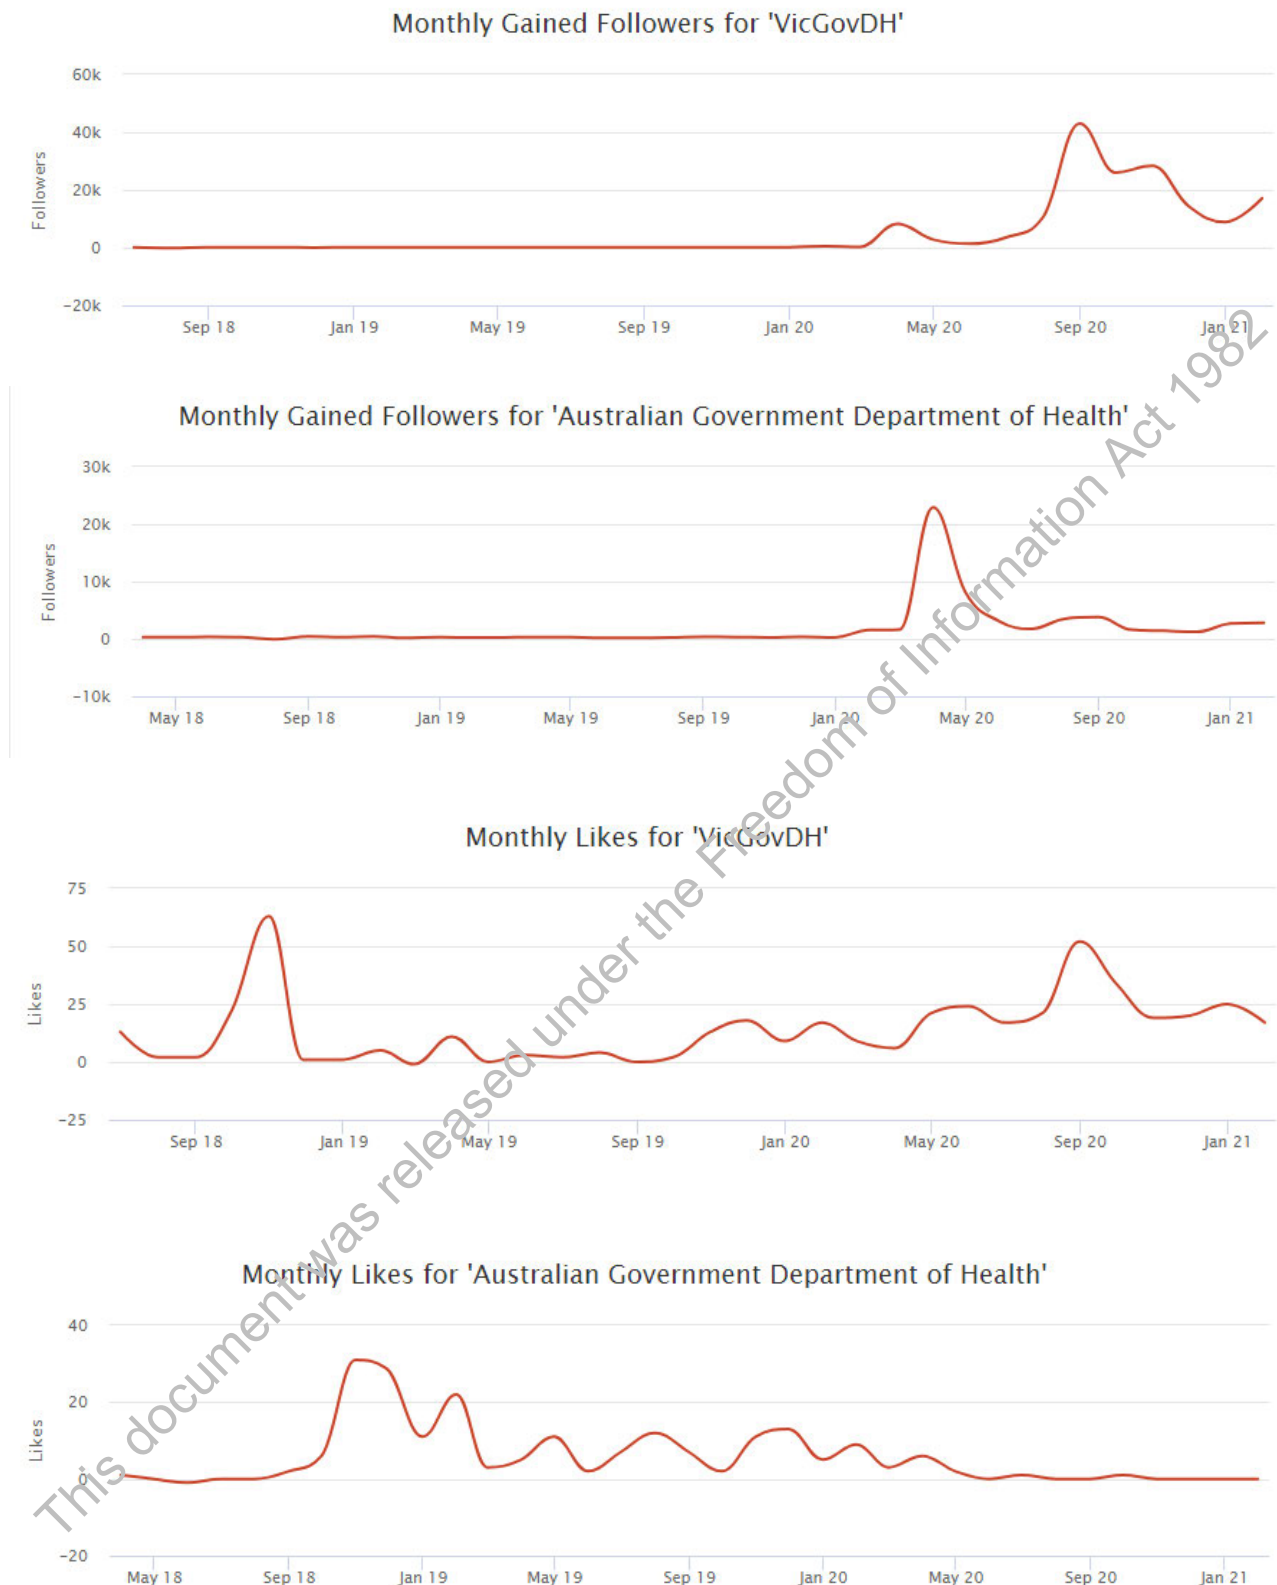 Monthly Gained Followers for 'VicGovDH'
60k
40k
20k
0
−20k
Followers
Sep 18 Jan 19 May 19 Sep 19 Jan 20 May 20 Sep 20 Jan 21
Monthly Gained Followers for 'Australian Government Department of Health'
30k
20k
10k
0
−10k
Followers
May 18 Sep 18 Jan 19 May 19 Sep 19 Jan 20 May 20 Sep 20 Jan 21
Monthly Likes for 'VicGovDH'
75
50
25
0
−25
Likes
Sep 18 Jan 19 May 19 Sep 19 Jan 20 May 20 Sep 20 Jan 21
Monthly Likes for 'Australian Government Department of Health'
40
20
0
−20
Likes
May 18 Sep 18 Jan 19 May 19 Sep 19 Jan 20 May 20 Sep 20 Jan 21
This document was released under the Freedom of Information Act 1982